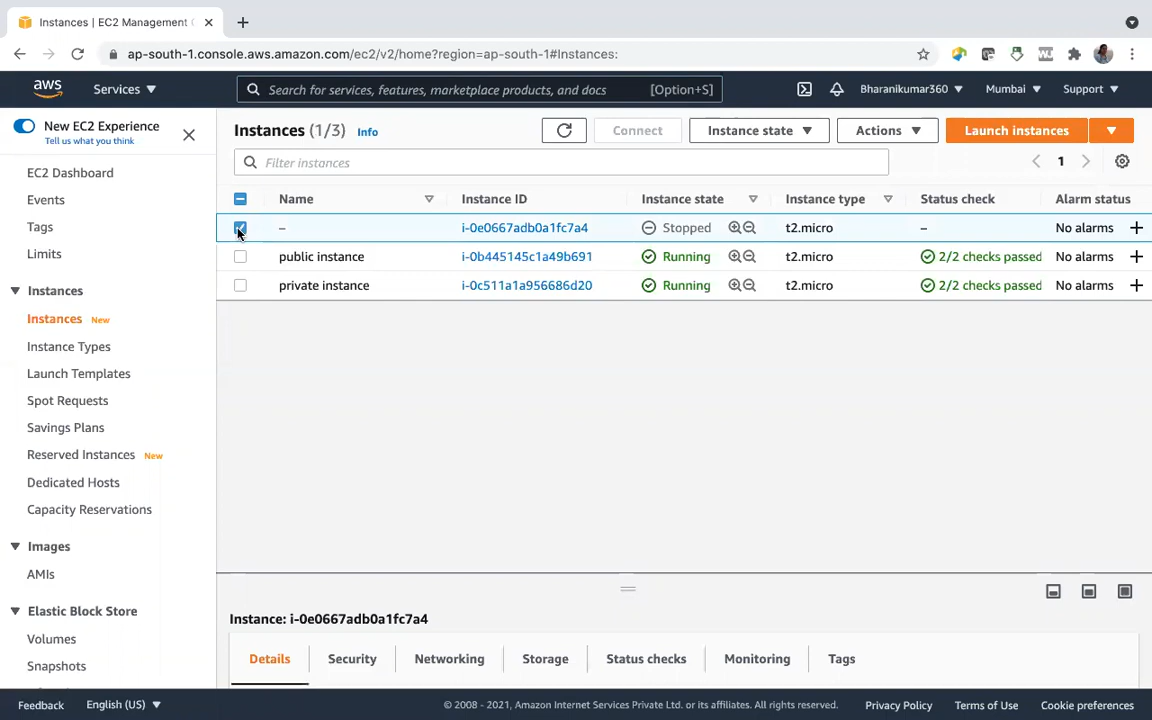 Instances | EC2 Management
ap-south-1.console.aws.amazon.com/ec2/v2/home?region=ap-south-1#Instances:
aws
Services
Search for services, features, marketplace products, and docs
[Option+S]
Bharanikumar360
Mumbai
Support
New EC2 Experience
Tell us what you think
EC2 Dashboard
Events
Tags
Limits
Instances
Instances New
Instance Types
Launch Templates
Spot Requests
Savings Plans
Reserved Instances New
Dedicated Hosts
Capacity Reservations
Images
AMIs
Elastic Block Store
Volumes
Snapshots
Instances (1/3) Info
Connect
Instance state
Actions
Launch instances
Filter instances
1
Name Instance ID Instance state Instance type Status check Alarm status
– i-0e0667adb0a1fc7a4 Stopped t2.micro – No alarms
public instance i-0b445145c1a49b691 Running t2.micro 2/2 checks passed No alarms
private instance i-0c511a1a956686d20 Running t2.micro 2/2 checks passed No alarms
Instance: i-0e0667adb0a1fc7a4
Details Security Networking Storage Status checks Monitoring Tags
Feedback English (US) © 2008 - 2021, Amazon Internet Services Private Ltd. or its affiliates. All rights reserved. Privacy Policy Terms of Use Cookie preferences